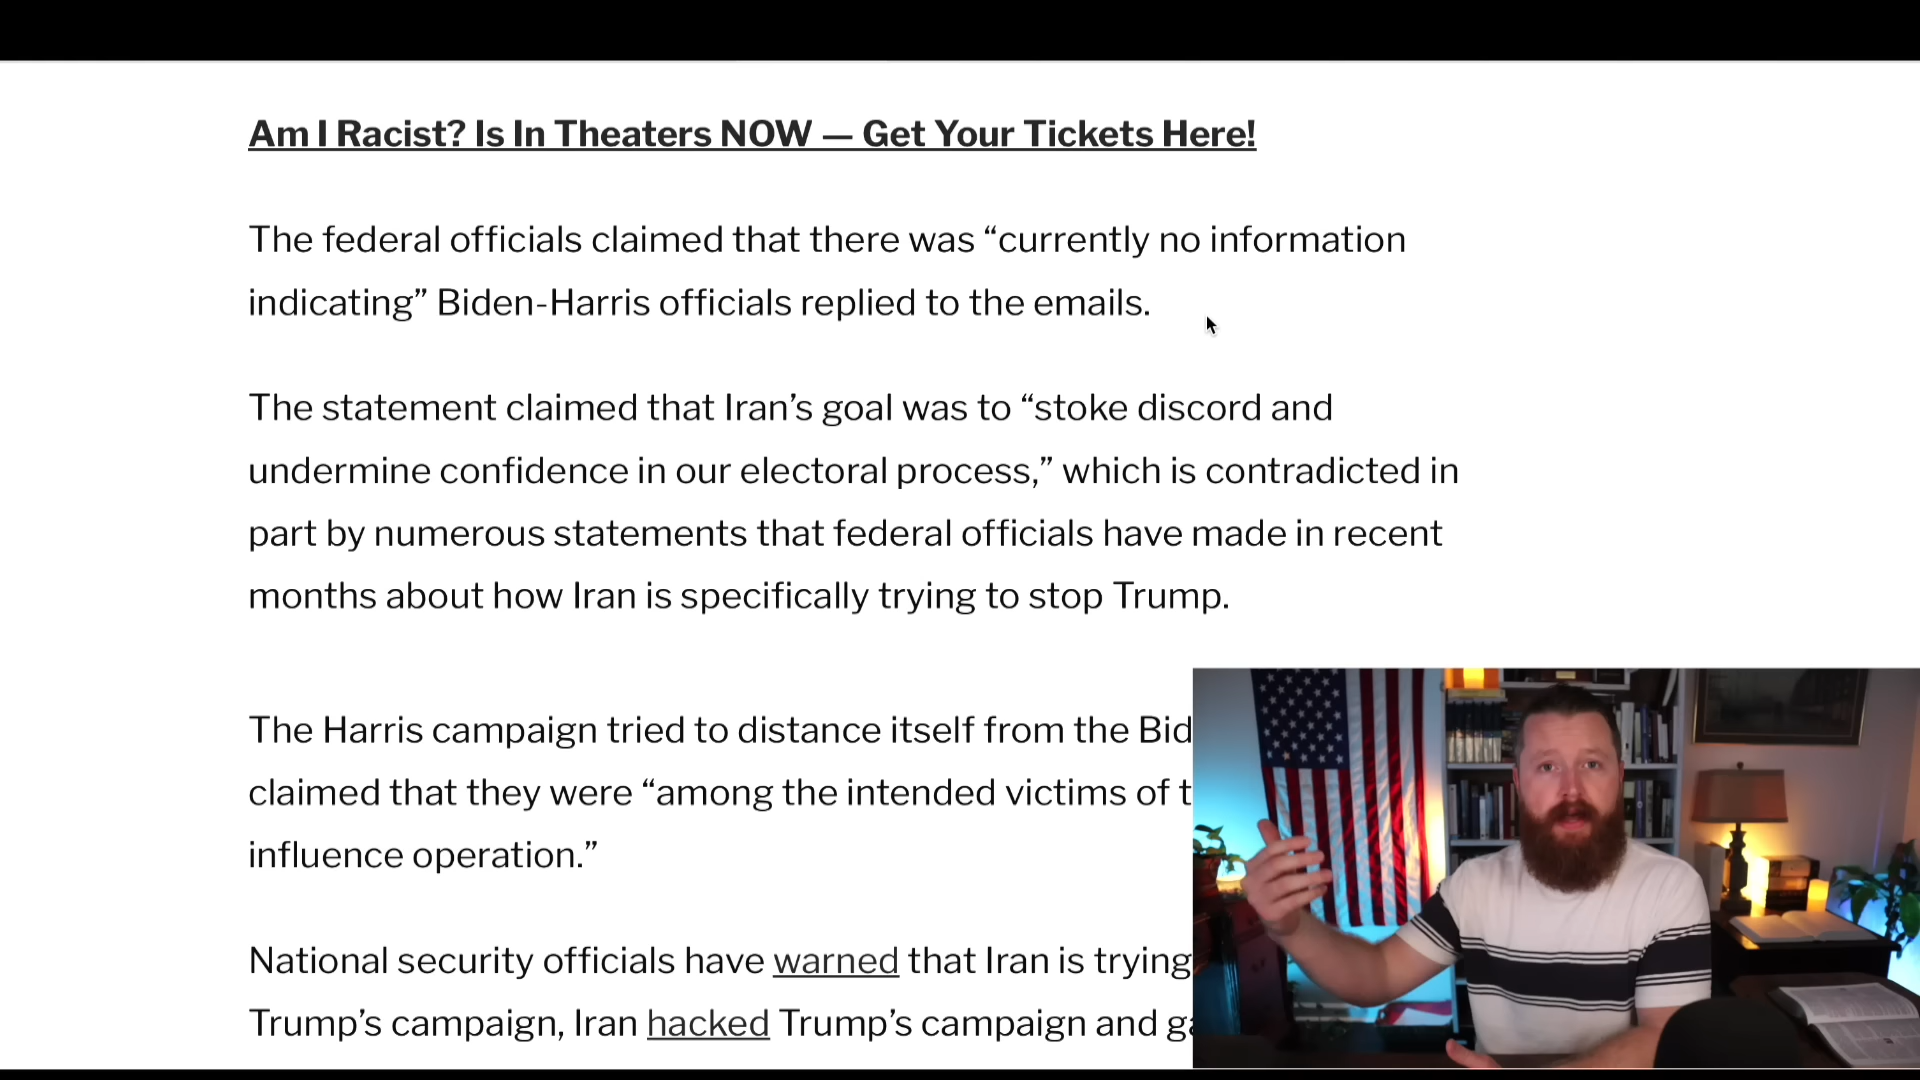 Am I Racist? Is In Theaters NOW — Get Your Tickets Here!
The federal officials claimed that there was “currently no information
indicating” Biden-Harris officials replied to the emails.
The statement claimed that Iran’s goal was to “stoke discord and
undermine confidence in our electoral process,” which is contradicted in
part by numerous statements that federal officials have made in recent
months about how Iran is specifically trying to stop Trump.
The Harris campaign tried to distance itself from the Bid
claimed that they were “among the intended victims of t
influence operation.”
National security officials have warned that Iran is trying
Trump’s campaign, Iran hacked Trump’s campaign and ga